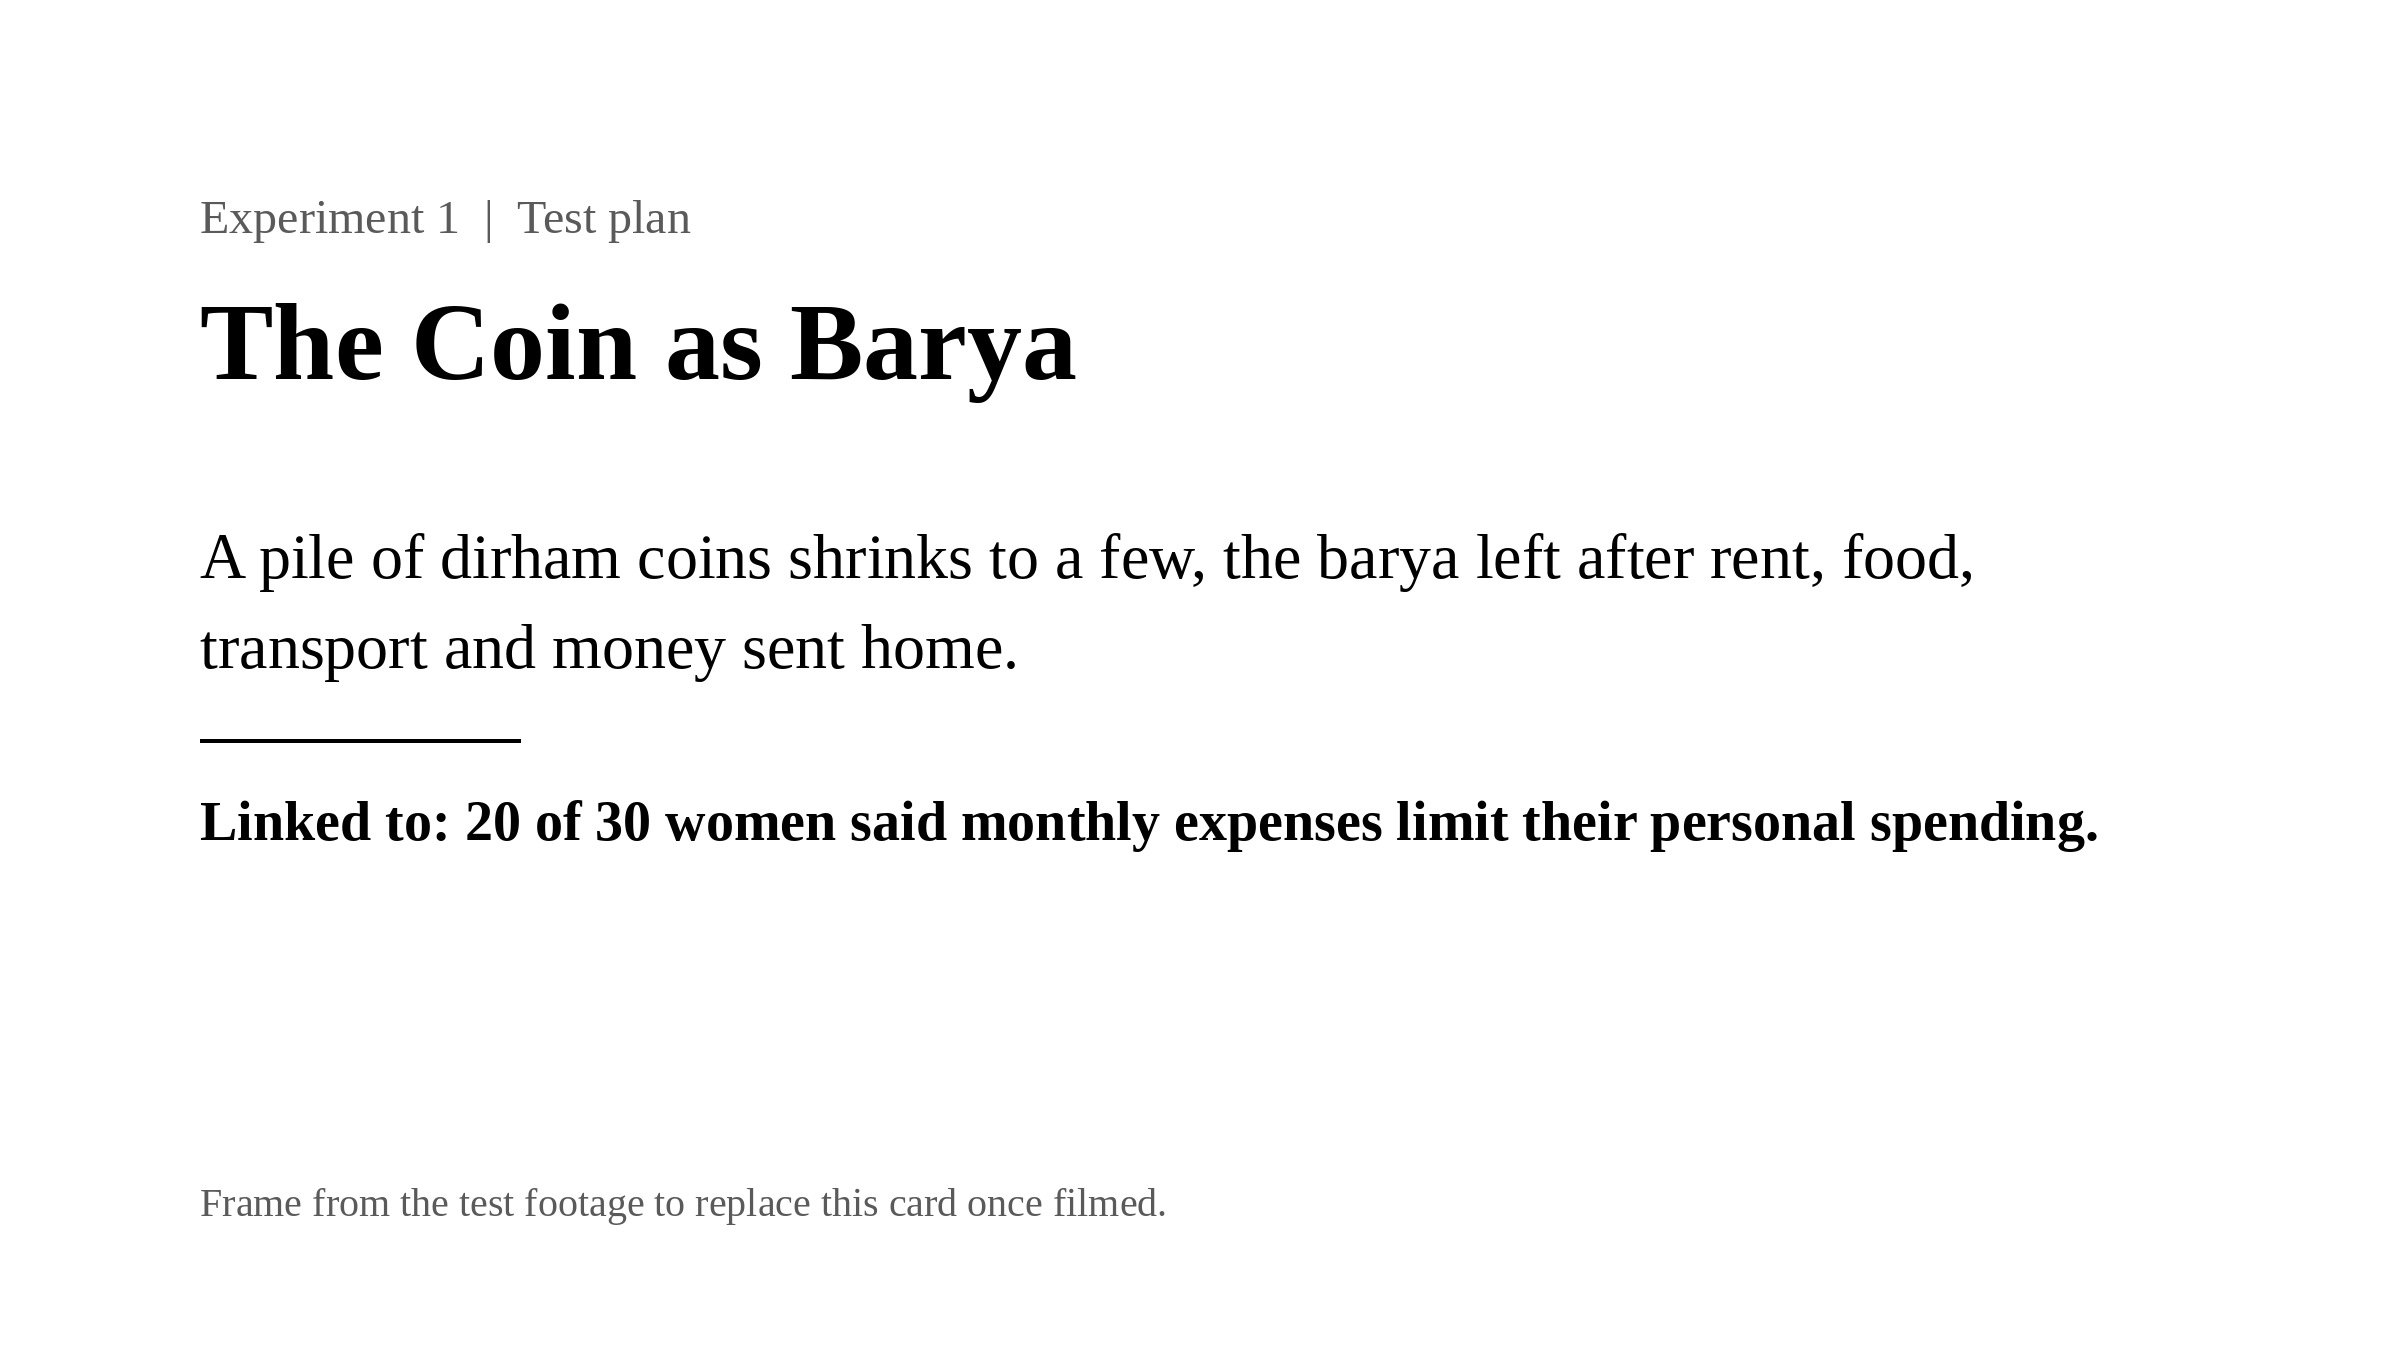 Experiment 1 | Test plan
The Coin as Barya
A pile of dirham coins shrinks to a few, the barya left after rent, food,
transport and money sent home.
Linked to: 20 of 30 women said monthly expenses limit their personal spending.
Frame from the test footage to replace this card once filmed.